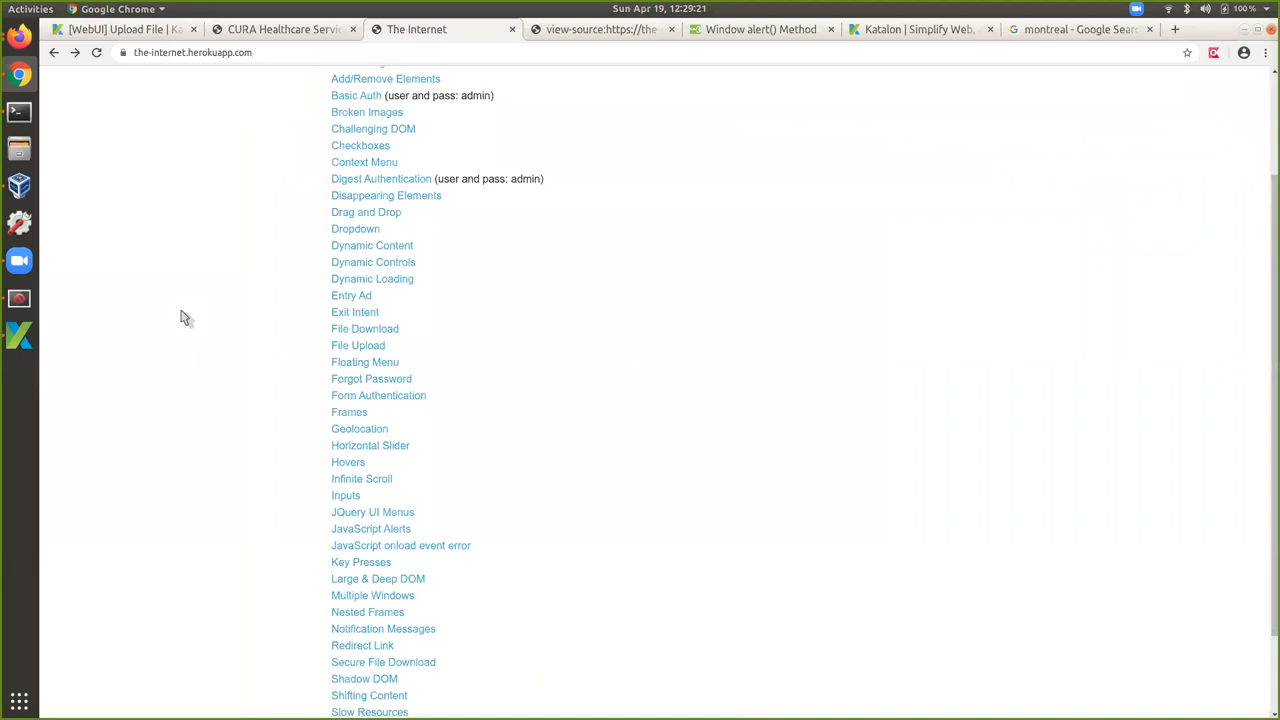 Activities Google Chrome Sun Apr 19, 12:29:21 100 %
[WebUI] Upload File | Ka CURA Healthcare Servic The Internet view-source:https://the- Window alert() Method Katalon | Simplify Web, montreal - Google Sear
the-internet.herokuapp.com/
Add/Remove Elements
Basic Auth (user and pass: admin)
Broken Images
Challenging DOM
Checkboxes
Context Menu
Digest Authentication (user and pass: admin)
Disappearing Elements
Drag and Drop
Dropdown
Dynamic Content
Dynamic Controls
Dynamic Loading
Entry Ad
Exit Intent
File Download
File Upload
Floating Menu
Forgot Password
Form Authentication
Frames
Geolocation
Horizontal Slider
Hovers
Infinite Scroll
Inputs
JQuery UI Menus
JavaScript Alerts
JavaScript onload event error
Key Presses
Large & Deep DOM
Multiple Windows
Nested Frames
Notification Messages
Redirect Link
Secure File Download
Shadow DOM
Shifting Content
Slow Resources